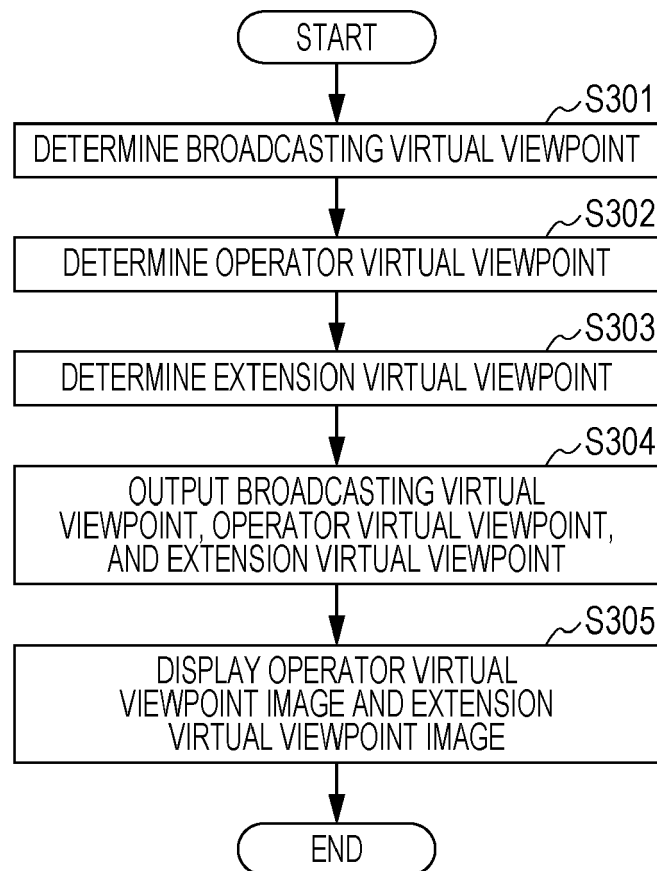 START
S301
DETERMINE BROADCASTING VIRTUAL VIEWPOINT
S302
DETERMINE OPERATOR VIRTUAL VIEWPOINT
S303
DETERMINE EXTENSION VIRTUAL VIEWPOINT
S304
OUTPUT BROADCASTING VIRTUAL
VIEWPOINT, OPERATOR VIRTUAL VIEWPOINT,
AND EXTENSION VIRTUAL VIEWPOINT
S305
DISPLAY OPERATOR VIRTUAL
VIEWPOINT IMAGE AND EXTENSION
VIRTUAL VIEWPOINT IMAGE
END